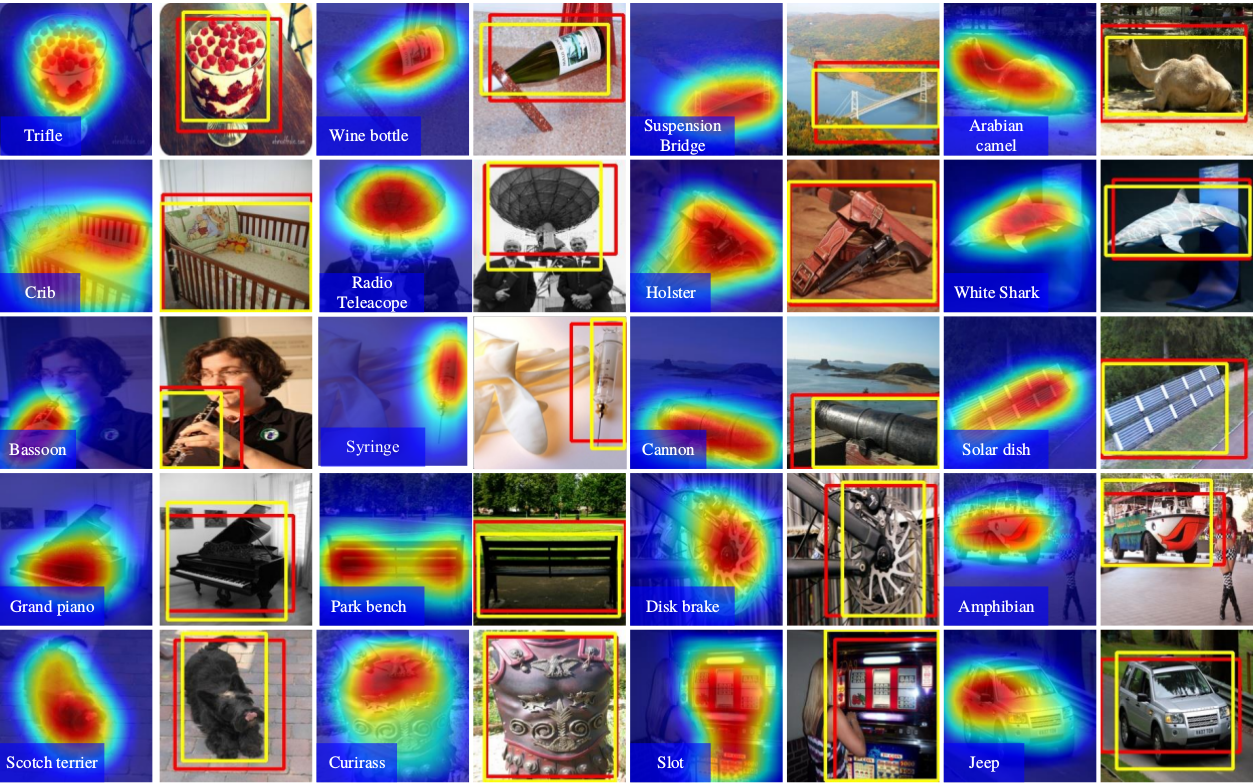 Trifle
Wine bottle
Suspension
Bridge
Arabian
camel
Crib
Radio
Teleacope
Holster
White Shark
Bassoon
Syringe
Cannon
Solar dish
Grand piano
Park bench
Disk brake
Amphibian
Scotch terrier
Curirass
Slot
Jeep